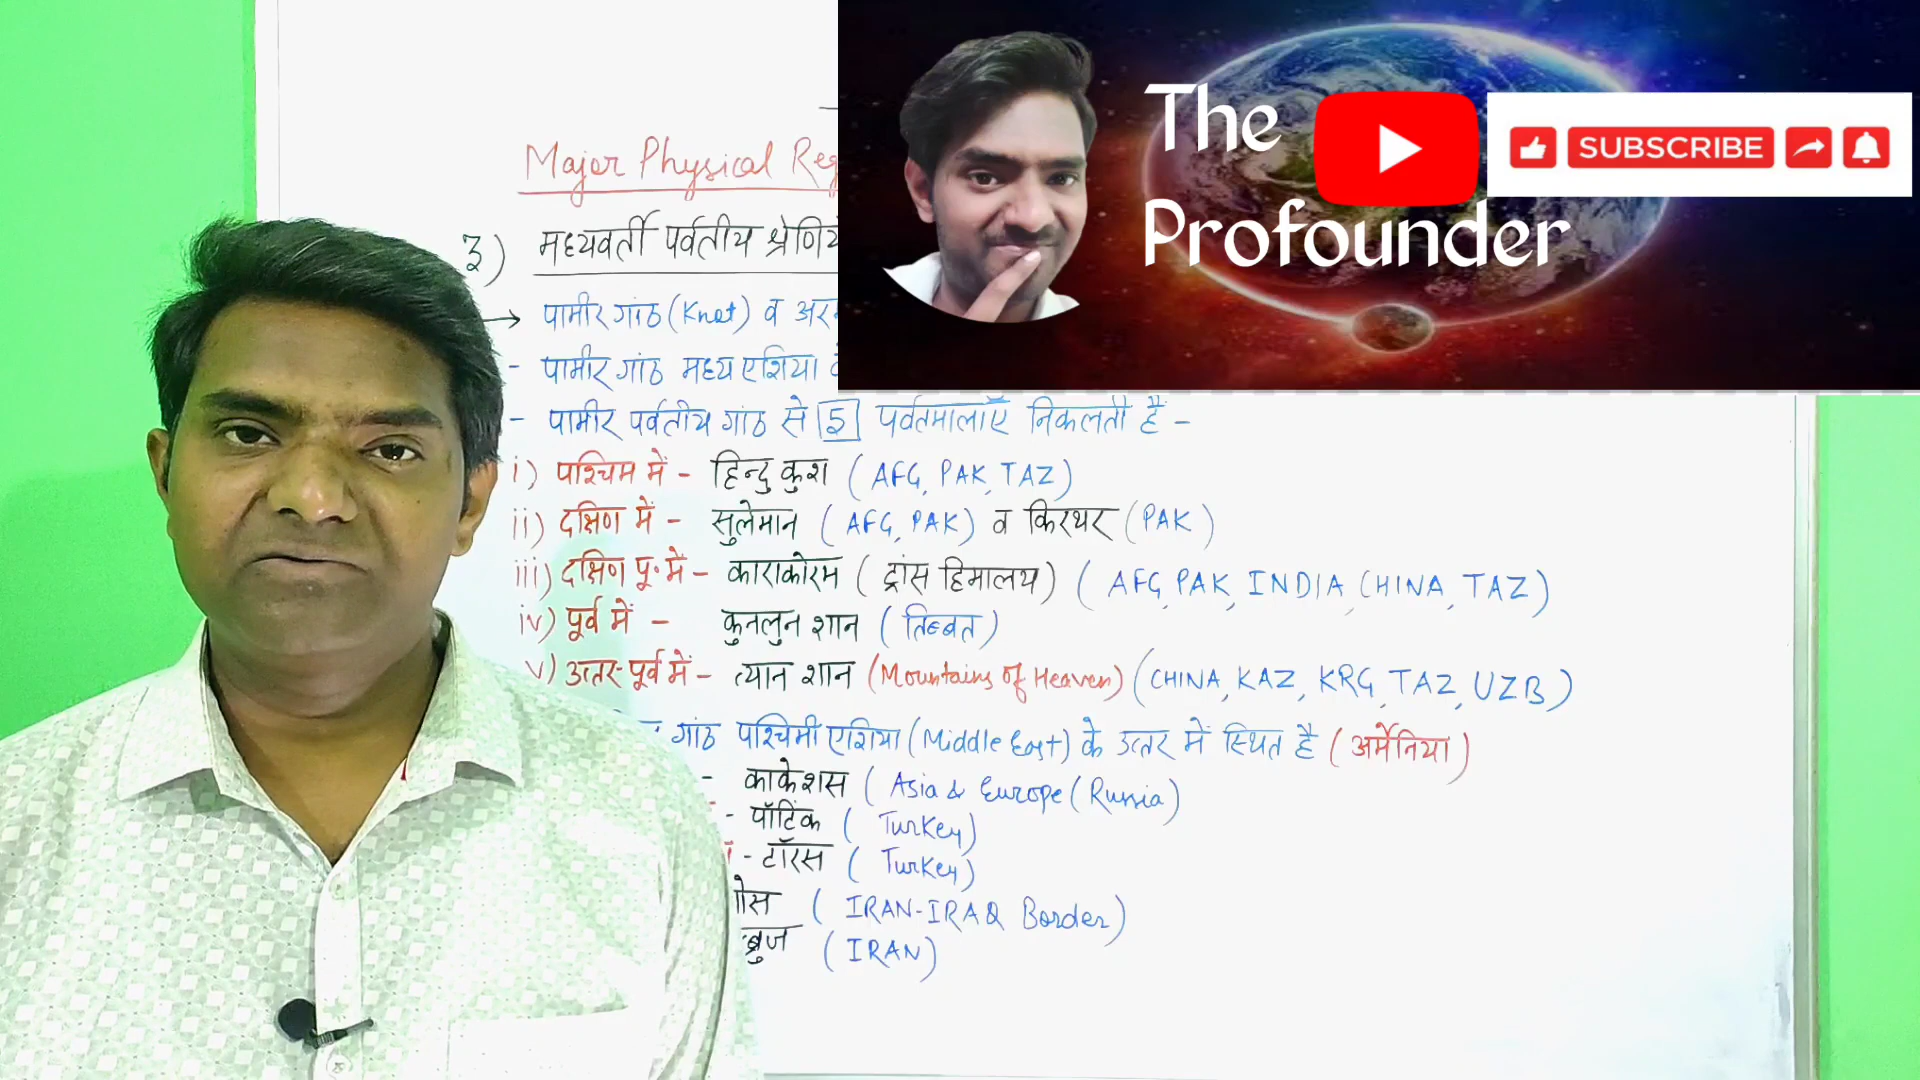 The
SUBSCRIBE
Profounder
Major Physical Reg
3) मध्यवर्ती पर्वतीय श्रेणिय
→ पामीर गांठ (Knot) व अर
- पामीर गांठ मध्य एशिया
- पामीर पर्वतीय गांठ से 5 पर्वतमालाएँ निकलती हैं -
i) पश्चिम में - हिन्दु कुश (AFG, PAK, TAZ)
ii) दक्षिण में - सुलेमान (AFG, PAK) व किरथर (PAK)
iii) दक्षिण पू॰ में - काराकोरम (ट्रांस हिमालय) (AFG, PAK, INDIA, CHINA, TAZ)
iv) पूर्व में - कुनलुन शान (तिब्बत)
v) उत्तर-पूर्व में - त्यान शान (Mountains of Heaven) (CHINA, KAZ, KRG, TAZ, UZB)
गांठ पश्चिमी एशिया (Middle East) के उत्तर में स्थित है (अर्मेनिया)
- काकेशस (Asia & Europe (Russia)
- पॉटिक (Turkey)
- टॉरस (Turkey)
ग्रोस (IRAN-IRAQ Border)
ब्रुज (IRAN)